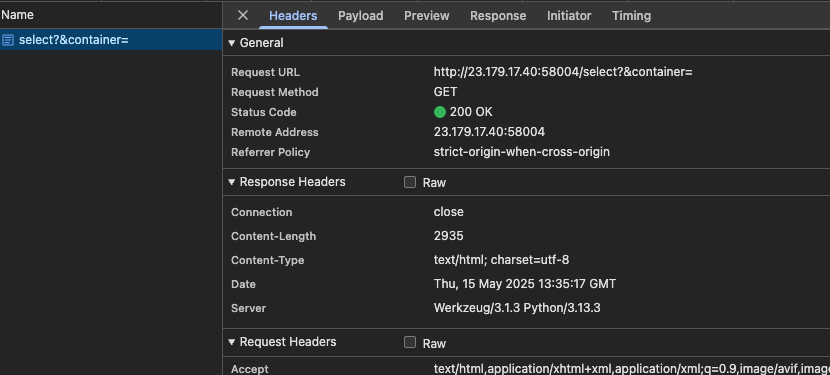 Name
Headers Payload Preview Response Initiator Timing
select?&container=
General
Request URL http://23.179.17.40:58004/select?&container=
Request Method GET
Status Code 200 OK
Remote Address 23.179.17.40:58004
Referrer Policy strict-origin-when-cross-origin
Response Headers Raw
Connection close
Content-Length 2935
Content-Type text/html; charset=utf-8
Date Thu, 15 May 2025 13:35:17 GMT
Server Werkzeug/3.1.3 Python/3.13.3
Request Headers Raw
Accept text/html,application/xhtml+xml,application/xml;q=0.9,image/avif,imag